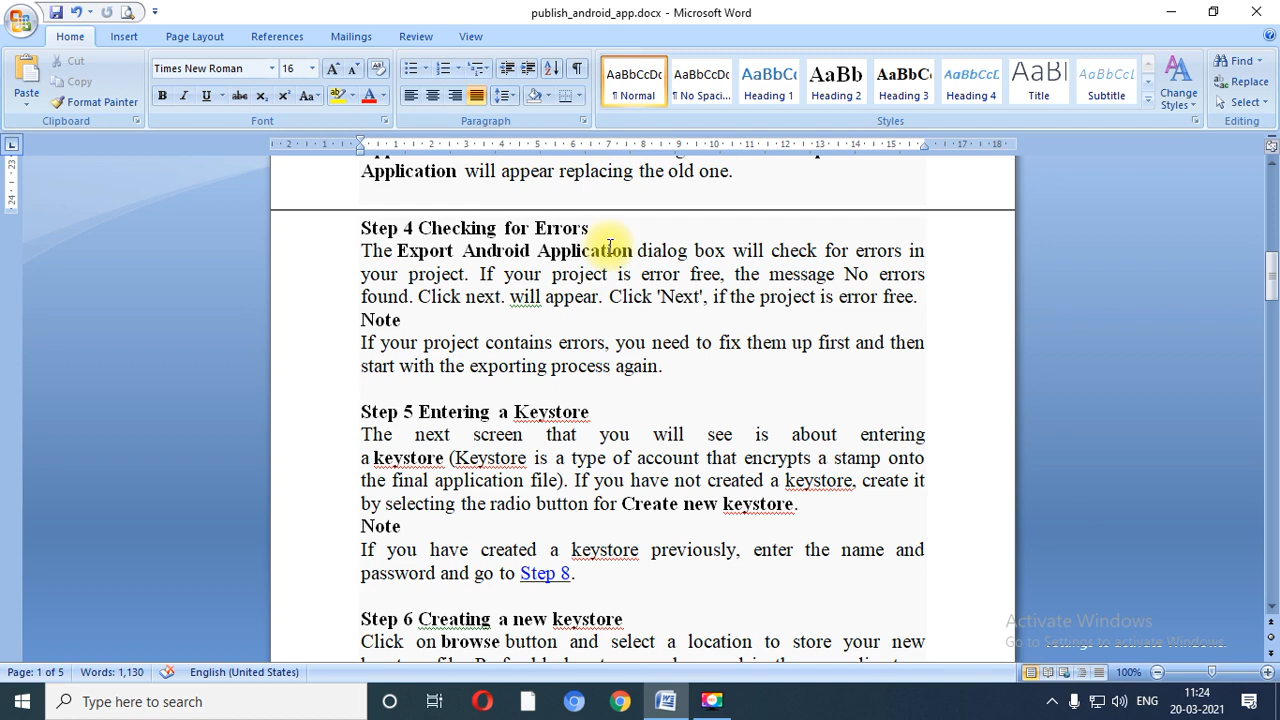 publish_android_app.docx - Microsoft Word
Home Insert Page Layout References Mailings Review View
Paste
Cut
Copy
Format Painter
Clipboard
Times New Roman 16
Font
Paragraph
AaBbCcDc AaBbCcDc AaBbCc AaBb AaBbCc AaBbCcL AaBb AaBbCcL
¶ Normal ¶ No Spaci... Heading 1 Heading 2 Heading 3 Heading 4 Title Subtitle
Change Styles
Styles
Find
Replace
Select
Editing
Application will appear replacing the old one.
Step 4 Checking for Errors
The Export Android Application dialog box will check for errors in
your project. If your project is error free, the message No errors
found. Click next. will appear. Click 'Next', if the project is error free.
Note
If your project contains errors, you need to fix them up first and then
start with the exporting process again.
Step 5 Entering a Keystore
The next screen that you will see is about entering
a keystore (Keystore is a type of account that encrypts a stamp onto
the final application file). If you have not created a keystore, create it
by selecting the radio button for Create new keystore.
Note
If you have created a keystore previously, enter the name and
password and go to Step 8.
Step 6 Creating a new keystore
Click on browse button and select a location to store your new
Activate Windows
Go to Settings to activate Windows.
Page: 1 of 5 Words: 1,130 English (United States) 100%
Type here to search
ENG
11:24
20-03-2021